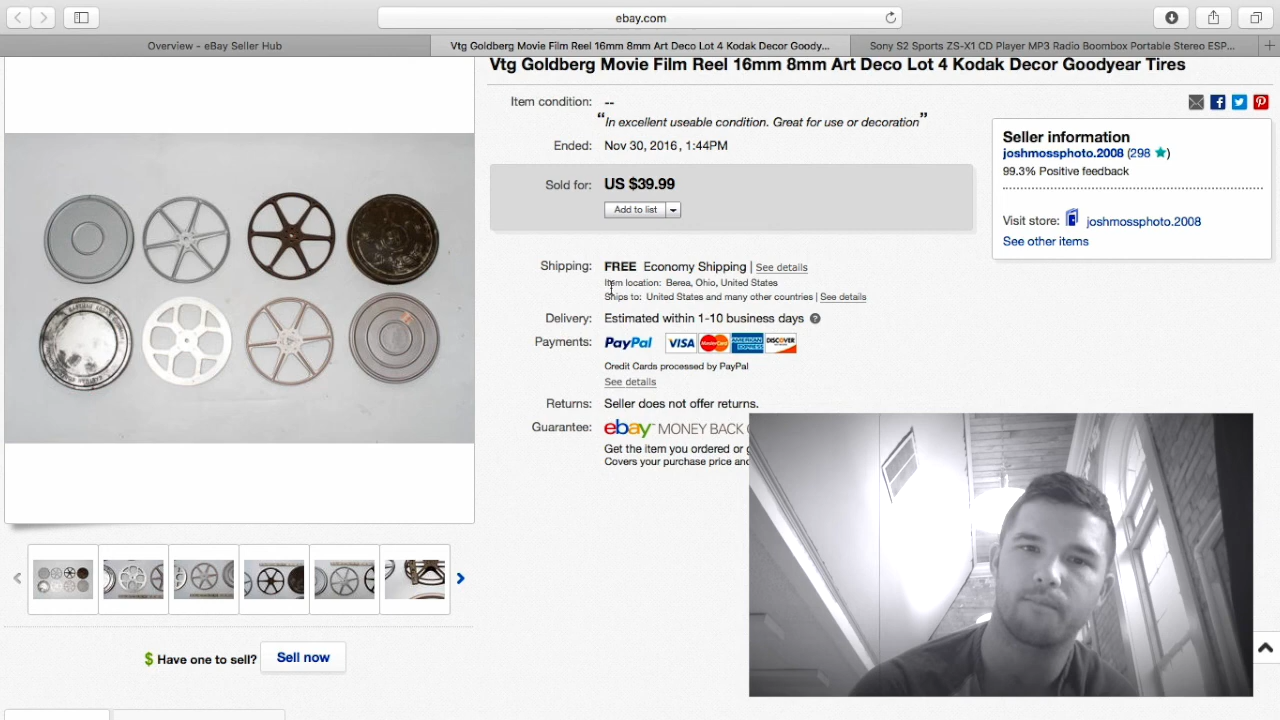 ebay.com
Overview – eBay Seller Hub
Vtg Goldberg Movie Film Reel 16mm 8mm Art Deco Lot 4 Kodak Decor Goody...
Sony S2 Sports ZS-X1 CD Player MP3 Radio Boombox Portable Stereo ESP...
Vtg Goldberg Movie Film Reel 16mm 8mm Art Deco Lot 4 Kodak Decor Goodyear Tires
Item condition: --
"In excellent useable condition. Great for use or decoration"
Ended: Nov 30, 2016, 1:44PM
Sold for: US $39.99
Add to list
Shipping: FREE Economy Shipping | See details
Item location: Berea, Ohio, United States
Ships to: United States and many other countries | See details
Delivery: Estimated within 1-10 business days ?
Payments: PayPal VISA MasterCard AMERICAN EXPRESS DISCOVER
Credit Cards processed by PayPal
See details
Returns: Seller does not offer returns.
Guarantee: ebay MONEY BACK
Get the item you ordered or
Covers your purchase price and
Seller information
joshmossphoto.2008 (298)
99.3% Positive feedback
Visit store: joshmossphoto.2008
See other items
$ Have one to sell? Sell now